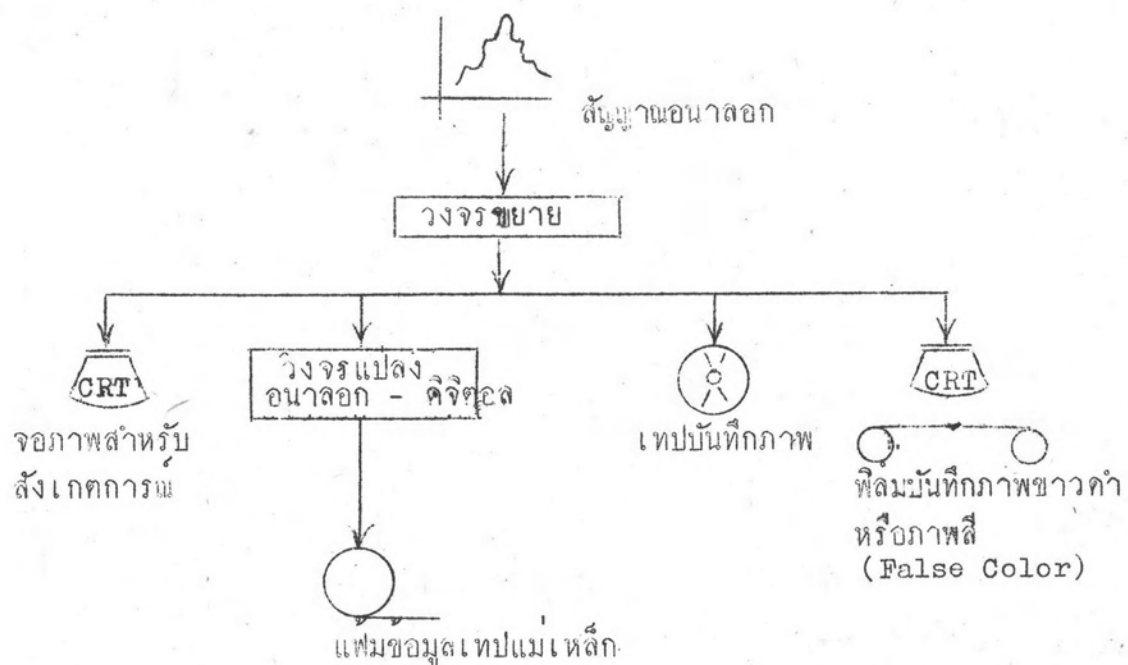 สัญญาณอนาลอก
วงจรขยาย
CRT
จอภาพสำหรับ
สังเกตการณ์
วงจรแปลง
อนาลอก - ดิจิตอล
แฟ้มข้อมูลเทปแม่เหล็ก
เทปบันทึกภาพ
CRT
ฟิล์มบันทึกภาพขาวดำ
หรือภาพสี
(False Color)